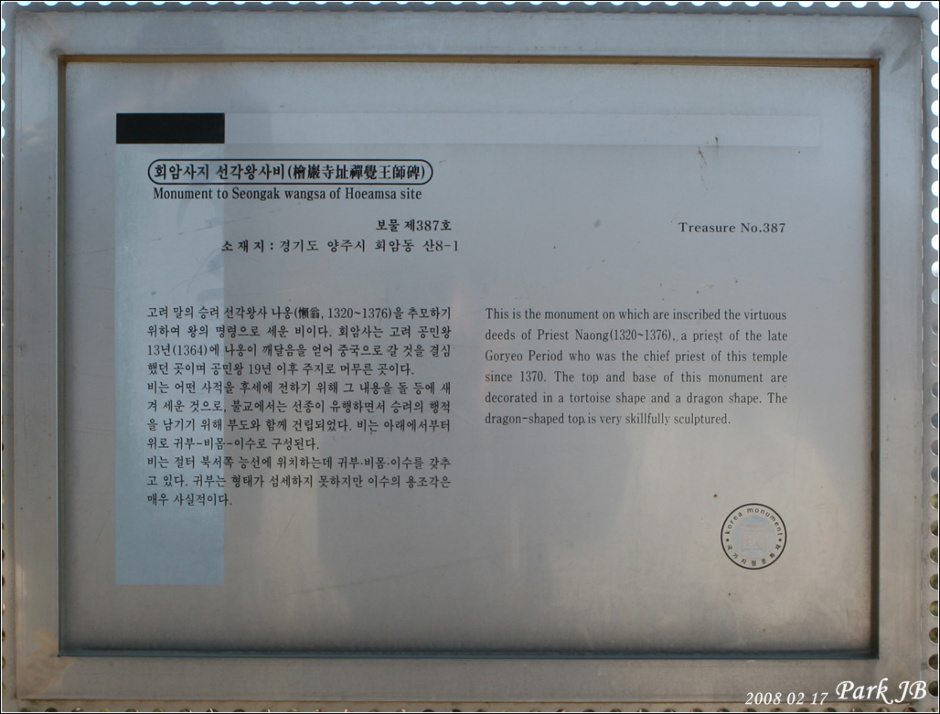 회암사지 선각왕사비(檜巖寺址禪覺王師碑)
Monument to Seongak wangsa of Hoeamsa site
보물 제387호
소 재 지 : 경기도 양주시 회암동 산8-1
고려 말의 승려 선각왕사 나옹(懶翁, 1320~1376)을 추모하기
위하여 왕의 명령으로 세운 비이다. 회암사는 고려 공민왕
13년(1364)에 나옹이 깨달음을 얻어 중국으로 갈 것을 결심
했던 곳이며 공민왕 19년 이후 주지로 머무른 곳이다.
비는 어떤 사적을 후세에 전하기 위해 그 내용을 돌 등에 새
겨 세운 것으로, 불교에서는 선종이 유행하면서 승려의 행적
을 남기기 위해 부도와 함께 건립되었다. 비는 아래에서부터
위로 귀부-비몸-이수로 구성된다.
비는 절터 북서쪽 능선에 위치하는데 귀부·비몸·이수를 갖추
고 있다. 귀부는 형태가 섬세하지 못하지만 이수의 용조각은
매우 사실적이다.
Treasure No.387
This is the monument on which are inscribed the virtuous
deeds of Priest Naong(1320~1376), a priest of the late
Goryeo Period who was the chief priest of this temple
since 1370. The top and base of this monument are
decorated in a tortoise shape and a dragon shape. The
dragon-shaped top is very skillfully sculptured.
korea monument
국가지정문화재
2008 02 17 Park JB